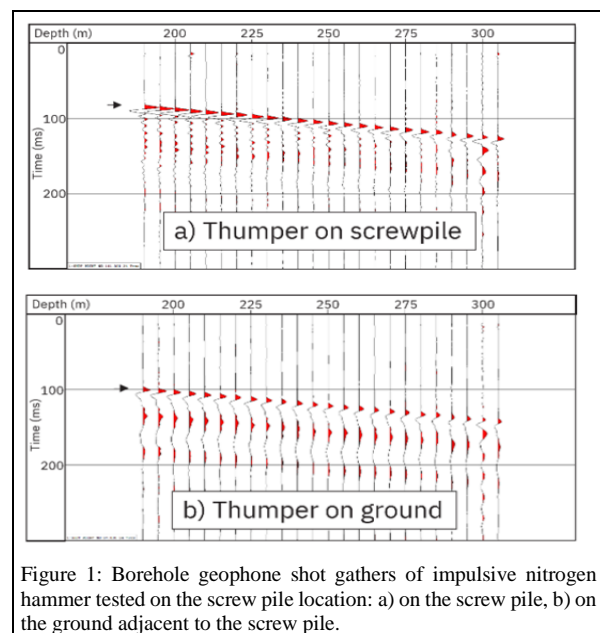 Depth (m) 200 225 250 275 300
0
100
Time (ms)
200
a) Thumper on screwpile
Depth (m) 200 225 250 275 300
0
100
Time (ms)
200
b) Thumper on ground
Figure 1: Borehole geophone shot gathers of impulsive nitrogen
hammer tested on the screw pile location: a) on the screw pile, b) on
the ground adjacent to the screw pile.